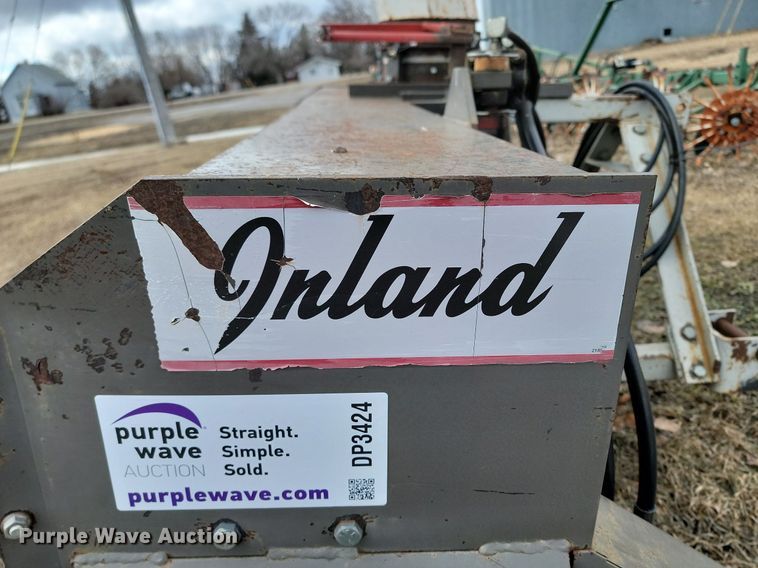 Inland
purple
wave
AUCTION
Straight.
Simple.
Sold.
DP3424
purplewave.com
Purple Wave Auction